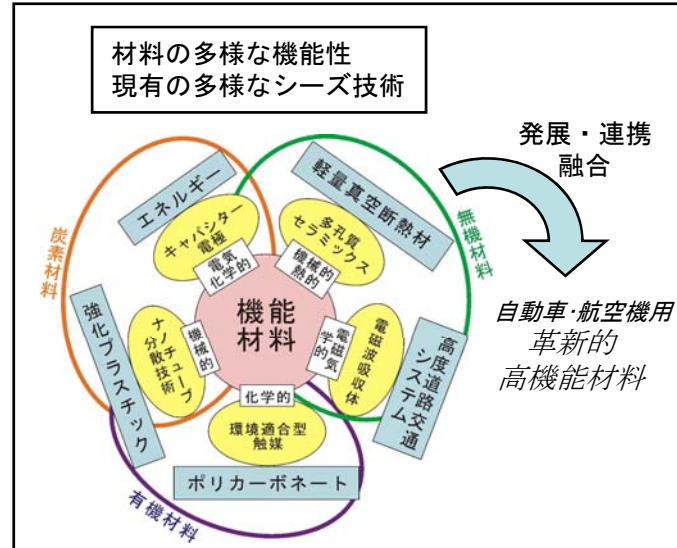 材料の多様な機能性
現有の多様なシーズ技術
発展・連携
融合
自動車・航空機用
革新的
高機能材料
エネルギー
キャパシター
電極
電気
化学的
軽量真空断熱材
多孔質
セラミックス
機械的
熱的
無機材料
炭素材料
強化プラスチック
ナノチューブ
分散技術
機械的
機能
材料
電磁気
学的
電磁波吸収体
高度道路交通
システム
化学的
環境適合型
触媒
ポリカーボネート
有機材料